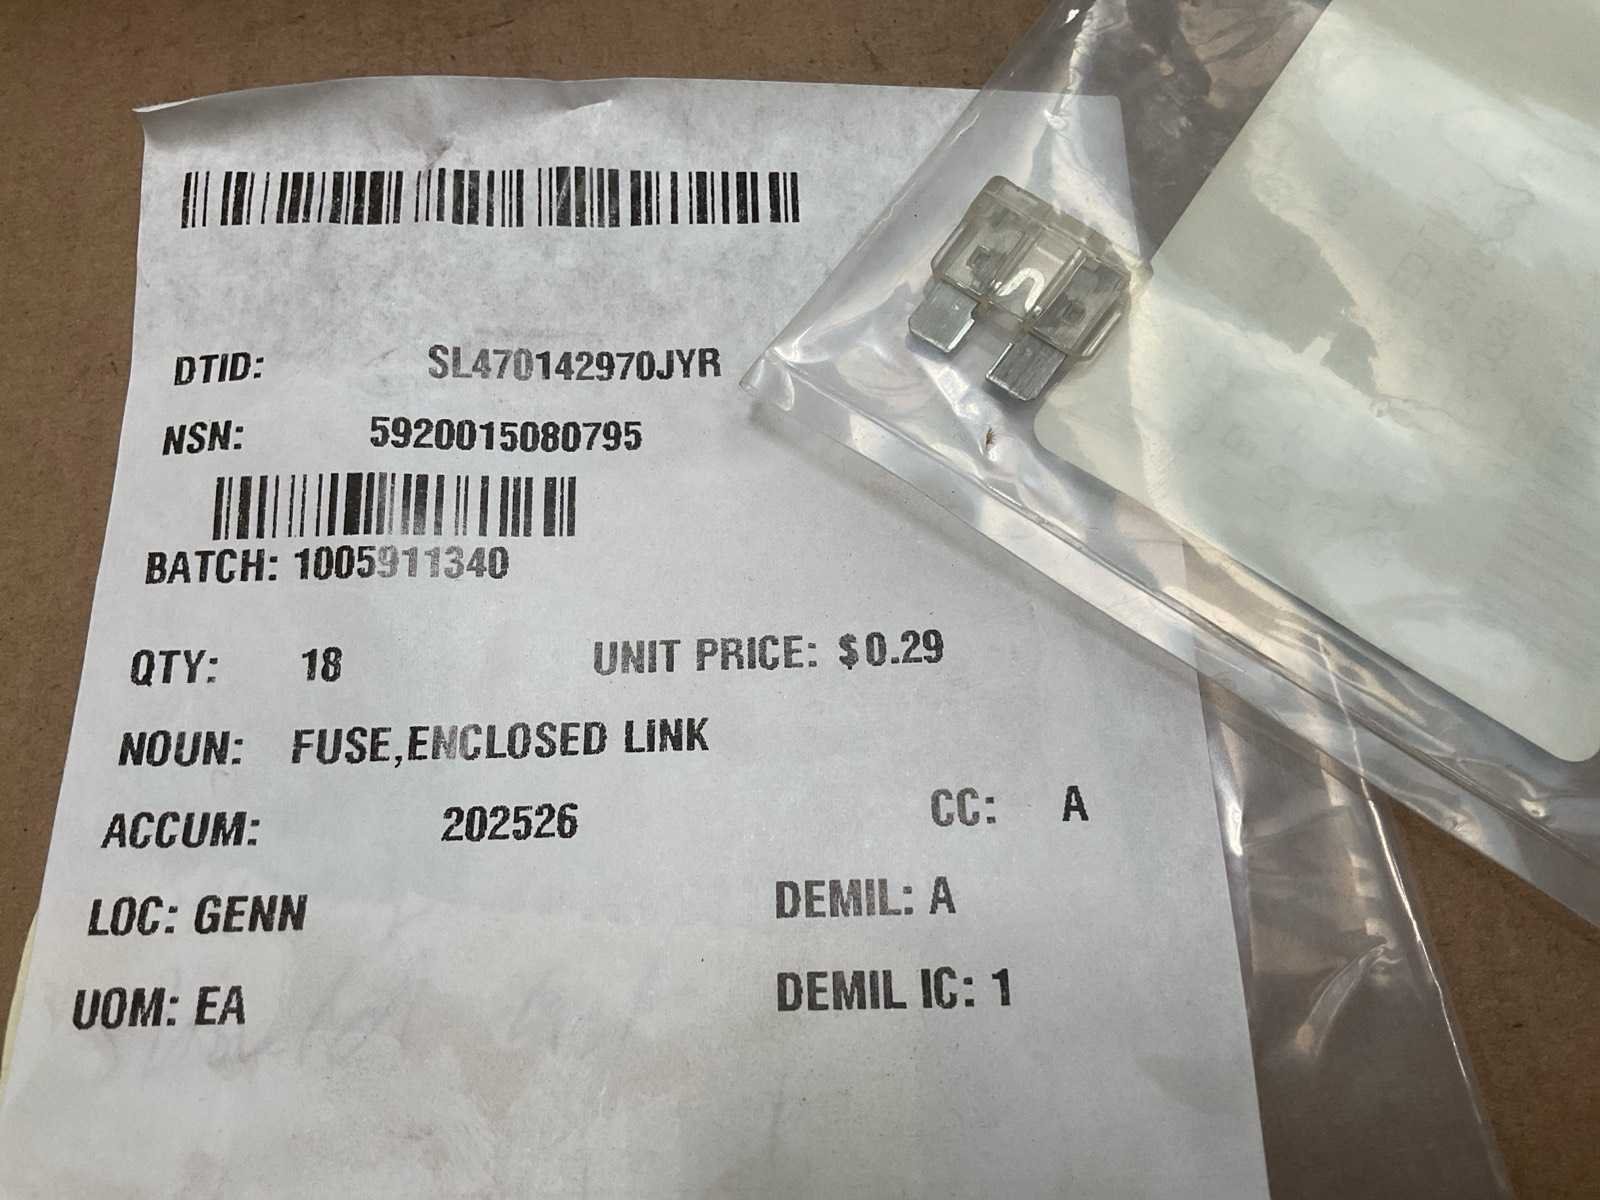 DTID: SL470142970JYR
NSN: 5920015080795
BATCH: 1005911340
QTY: 18 UNIT PRICE: $0.29
NOUN: FUSE,ENCLOSED LINK
ACCUM: 202526 CC: A
LOC: GENN DEMIL: A
UOM: EA DEMIL IC: 1